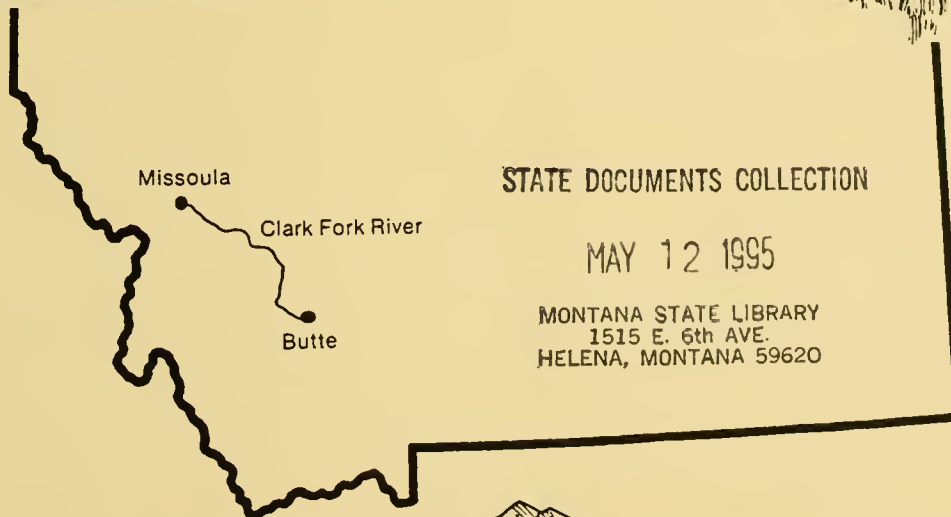 Missoula
Clark Fork River
Butte
STATE DOCUMENTS COLLECTION
MAY 12 1995
MONTANA STATE LIBRARY
1515 E. 6th AVE.
HELENA, MONTANA 59620